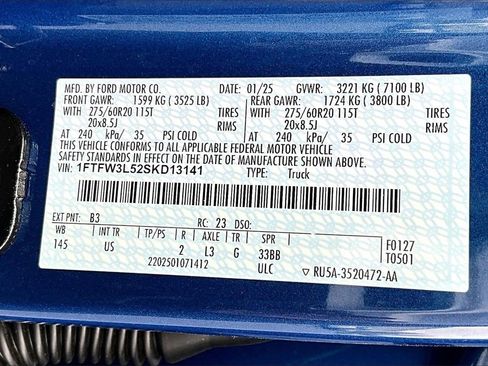 MFD. BY FORD MOTOR CO. 01/25 GVWR: 3221 KG ( 7100 LB)
FRONT GAWR: 1599 KG ( 3525 LB) REAR GAWR: 1724 KG ( 3800 LB)
275/60R20 115T TIRES 275/60R20 115T TIRES
20x8.5J RIMS 20x8.5J RIMS
AT 240 kPa/ 35 PSI COLD AT 240 kPa/ 35 PSI COLD
THIS VEHICLE CONFORMS TO ALL APPLICABLE FEDERAL MOTOR VEHICLE
SAFETY STANDARDS IN EFFECT ON THE DATE OF MANUFACTURE SHOWN ABOVE.
VIN: 1FTFW3L52SKD13141 TYPE: Truck
EXT PNT: B3 RC: 23 DSO: F0127
WB INT TR TP/PS R AXLE TR SPR T0501
145 US 2 L3 G 33BB
2202501071412 ULC ▽ RU5A-3520472-AA